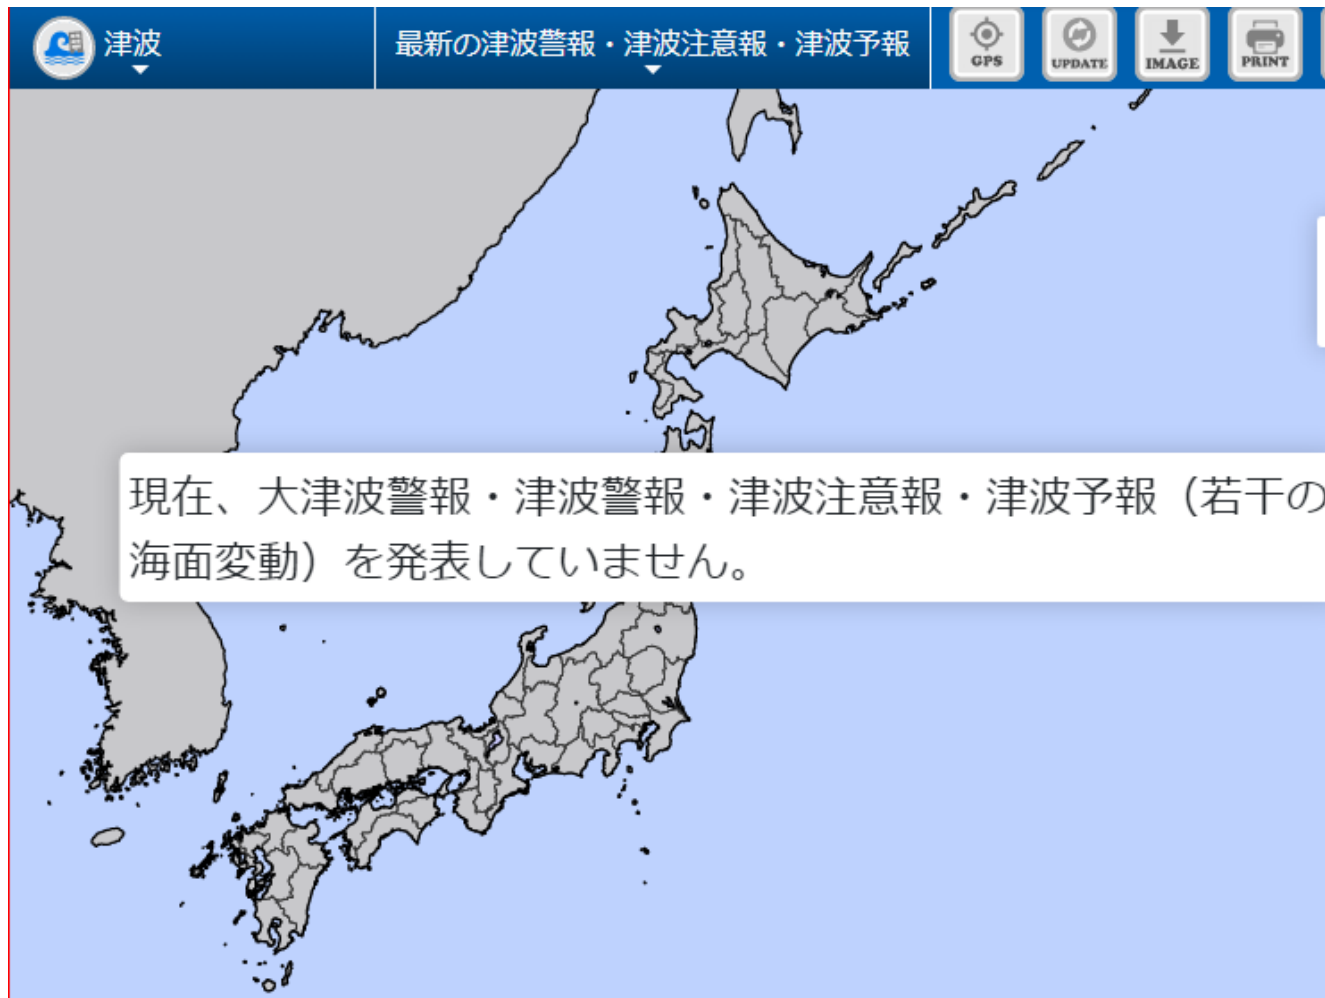 津波
最新の津波警報・津波注意報・津波予報
GPS
UPDATE
IMAGE
PRINT
現在、大津波警報・津波警報・津波注意報・津波予報（若干の
海面変動）を発表していません。